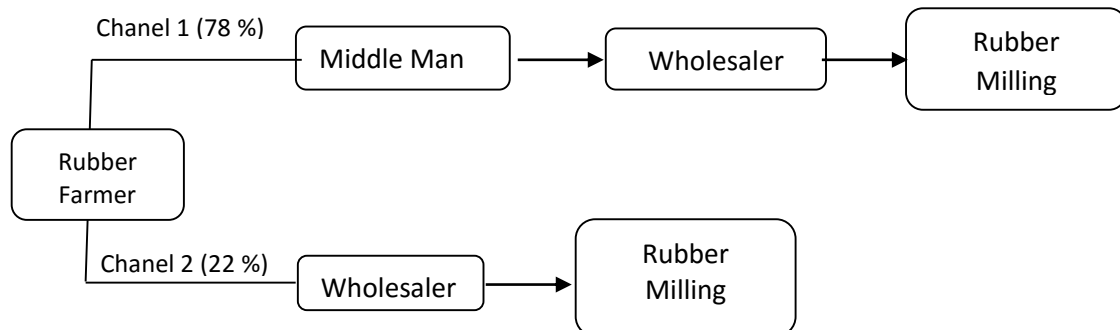 Chanel 1 (78 %)
Middle Man
Wholesaler
Rubber
Milling
Rubber
Farmer
Chanel 2 (22 %)
Wholesaler
Rubber
Milling